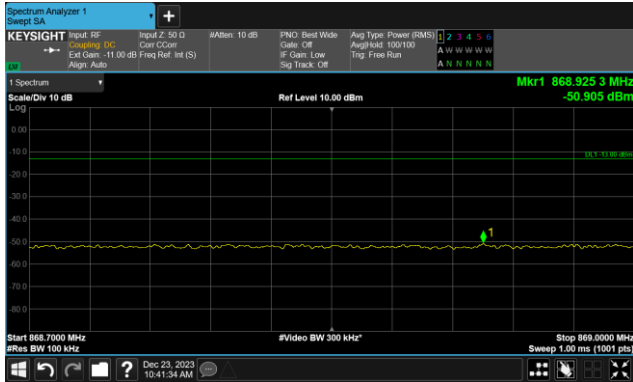 Spectrum Analyzer 1
Swept SA
KEYSIGHT
Input: RF
Coupling: DC
Ext Gain: -11.00 dB
Align: Auto
Input Z: 50 Ω
Corr CCorr
Freq Ref: Int (S)
#Atten: 10 dB
PNO: Best Wide
Gate: Off
IF Gain: Low
Sig Track: Off
Avg Type: Power (RMS)
Avg|Hold: 100/100
Trig: Free Run
1 2 3 4 5 6
A W W W W W
A N N N N N
1 Spectrum
Mkr1 868.925 3 MHz
Scale/Div 10 dB
Ref Level 10.00 dBm
-50.905 dBm
Log
0.00
DL1 -13.00 dBm
-10.0
-20.0
-30.0
-40.0
1
-50.0
-60.0
-70.0
-80.0
Start 868.7000 MHz
#Video BW 300 kHz*
Stop 869.0000 MHz
#Res BW 100 kHz
Sweep 1.00 ms (1001 pts)
?
Dec 23, 2023
10:41:34 AM